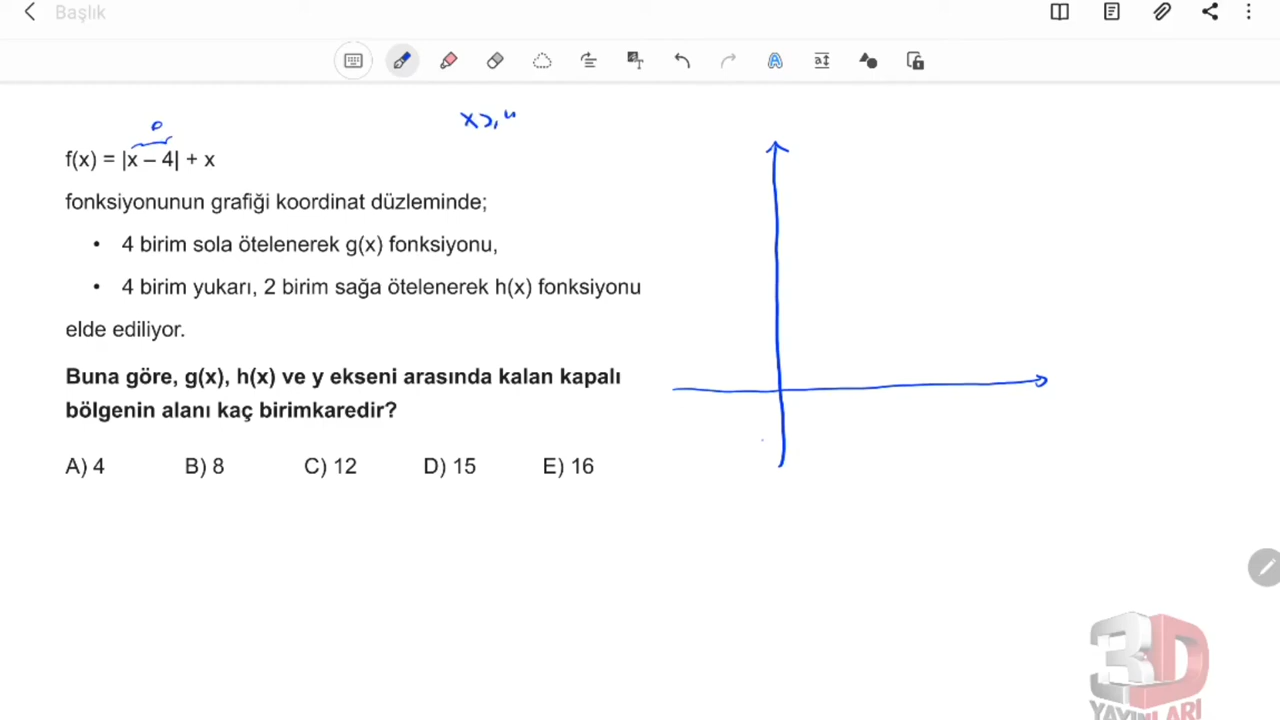 Başlık
x≥4
0
f(x) = |x – 4| + x
fonksiyonunun grafiği koordinat düzleminde;
• 4 birim sola ötelenerek g(x) fonksiyonu,
• 4 birim yukarı, 2 birim sağa ötelenerek h(x) fonksiyonu
elde ediliyor.
Buna göre, g(x), h(x) ve y ekseni arasında kalan kapalı
bölgenin alanı kaç birimkaredir?
A) 4 B) 8 C) 12 D) 15 E) 16
3D
YAYINLARI